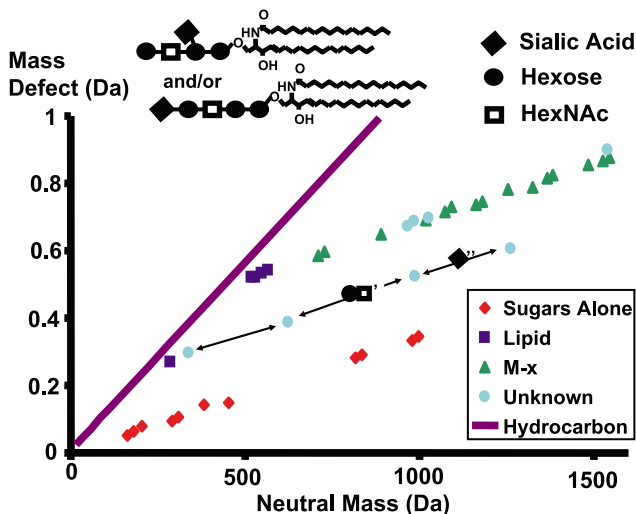 O
HN
O
OH
and/or
O
HN
O
OH
Sialic Acid
Hexose
HexNAc
Mass
Defect (Da)
1
0.8
0.6
0.4
0.2
0
,
,,
Sugars Alone
Lipid
M-x
Unknown
Hydrocarbon
0
500
1000
1500
Neutral Mass (Da)